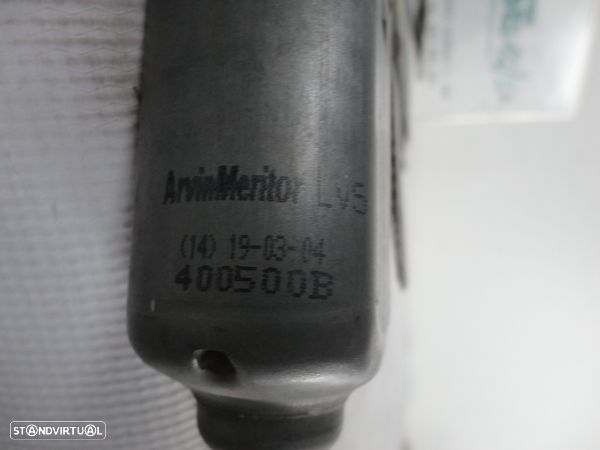 ArvinMeritor LVS
(14) 19-03-04
400500B
STANDVIRTUAL